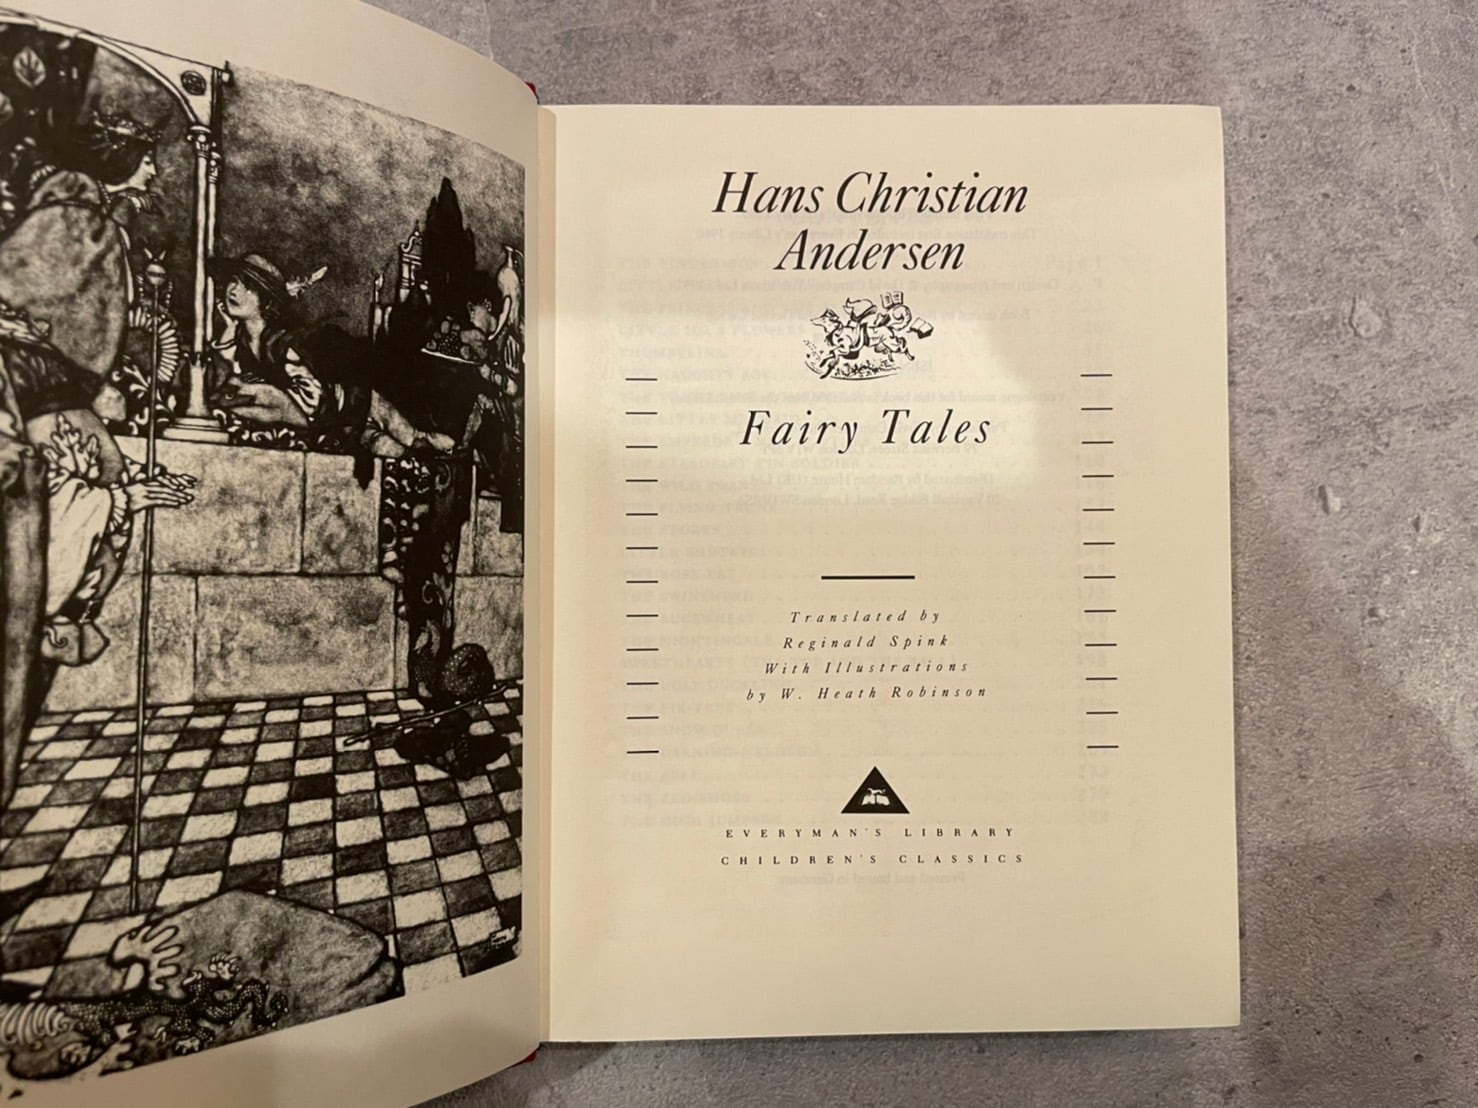 Hans Christian
Andersen
Fairy Tales
Translated by
Reginald Spink
With Illustrations
by W. Heath Robinson
EVERYMAN'S LIBRARY
CHILDREN'S CLASSICS